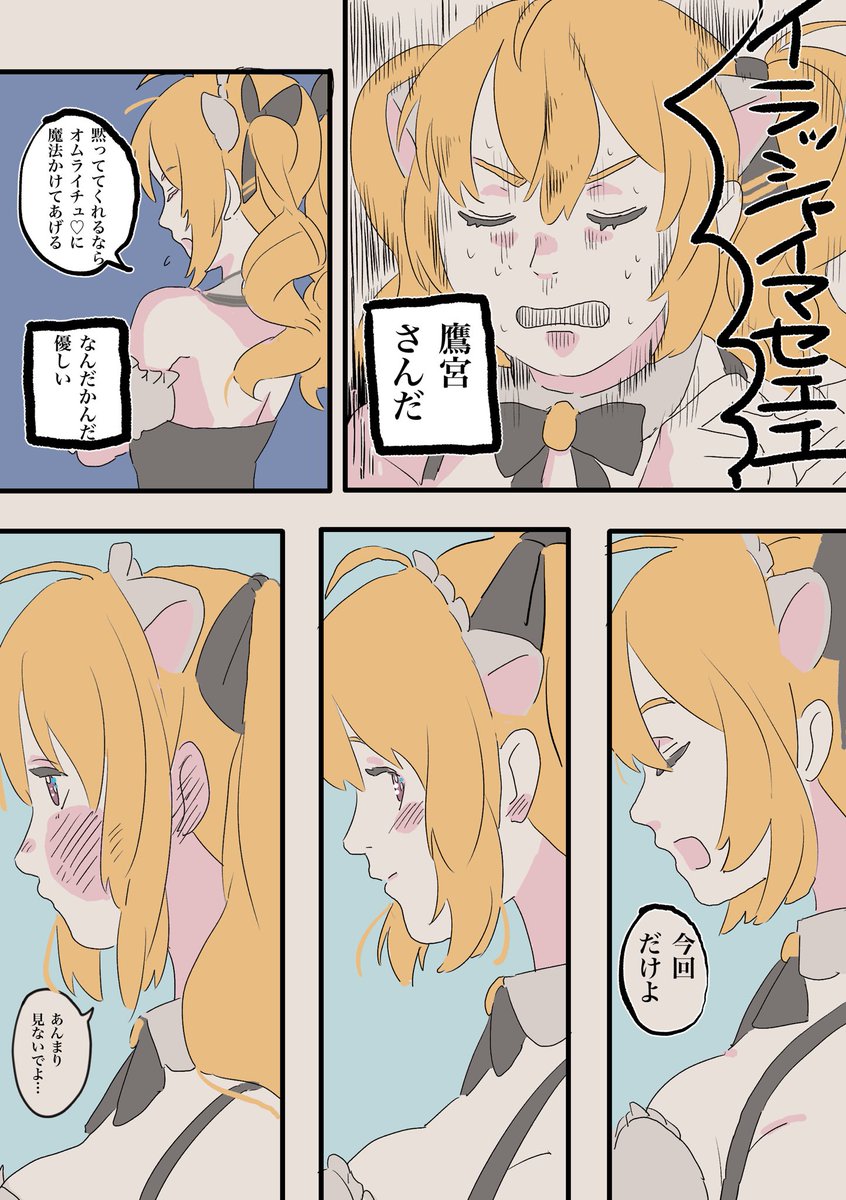 イラッシャイマセエエ
鷹宮
さんだ
黙っててくれるなら
オムライチュ♡に
魔法かけてあげる
なんだかんだ
優しい
今回
だけよ
あんまり
見ないでよ…